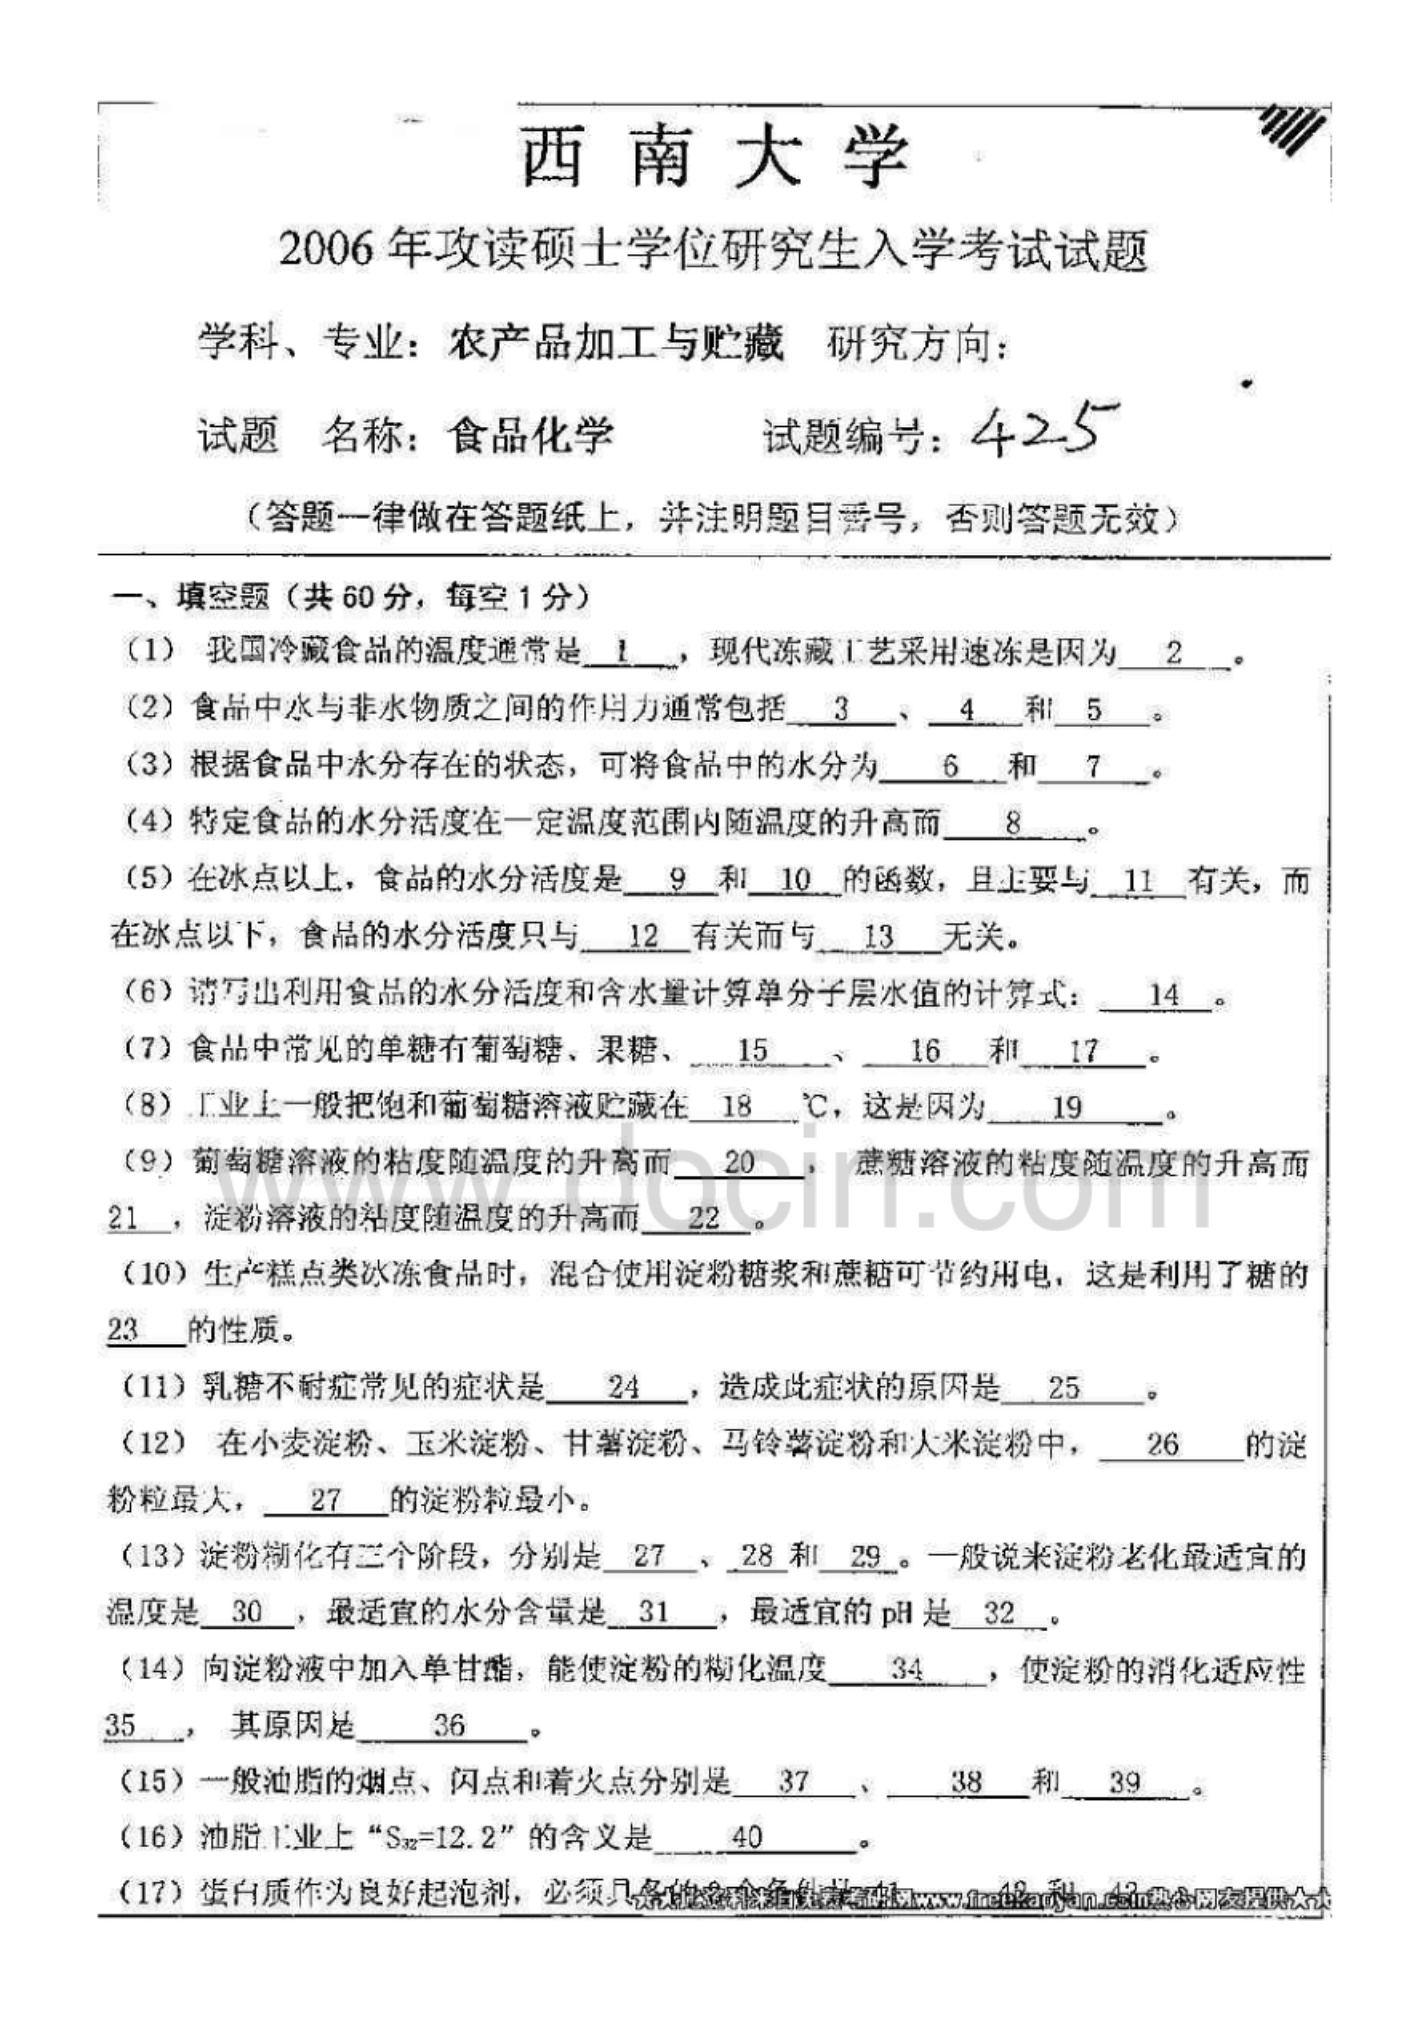 西南大学
2006年攻读硕士学位研究生入学考试试题
学科、专业：农产品加工与贮藏 研究方向：
试题 名称：食品化学 试题编号：425
（答题一律做在答题纸上，并注明题目番号，否则答题无效）
一、填空题（共60分，每空1分）
（1） 我国冷藏食品的温度通常是 1 ，现代冻藏工艺采用速冻是因为 2 。
（2）食品中水与非水物质之间的作用力通常包括 3 、 4 和 5 。
（3）根据食品中水分存在的状态，可将食品中的水分为 6 和 7 。
（4）特定食品的水分活度在一定温度范围内随温度的升高而 8 。
（5）在冰点以上，食品的水分活度是 9 和 10 的函数，且主要与 11 有关，而
在冰点以下，食品的水分活度只与 12 有关而与 13 无关。
（6）请写出利用食品的水分活度和含水量计算单分子层水值的计算式： 14 。
（7）食品中常见的单糖有葡萄糖、果糖、 15 、 16 和 17 。
（8）工业上一般把饱和葡萄糖溶液贮藏在 18 ℃，这是因为 19 。
（9）葡萄糖溶液的粘度随温度的升高而 20 ， 蔗糖溶液的粘度随温度的升高而
21 ，淀粉溶液的粘度随温度的升高而 22 。
（10）生产糕点类冰冻食品时，混合使用淀粉糖浆和蔗糖可节约用电，这是利用了糖的
23 的性质。
（11）乳糖不耐症常见的症状是 24 ，造成此症状的原因是 25 。
（12） 在小麦淀粉、玉米淀粉、甘薯淀粉、马铃薯淀粉和大米淀粉中， 26 的淀
粉粒最大， 27 的淀粉粒最小。
（13）淀粉糊化有三个阶段，分别是 27 、 28 和 29 。一般说来淀粉老化最适宜的
温度是 30 ，最适宜的水分含量是 31 ，最适宜的 pH 是 32 。
（14）向淀粉液中加入单甘酯，能使淀粉的糊化温度 34 ，使淀粉的消化适应性
35 ， 其原因是 36 。
（15）一般油脂的烟点、闪点和着火点分别是 37 、 38 和 39 。
（16）油脂工业上“S₃₂=12.2”的含义是 40 。
（17）蛋白质作为良好起泡剂，必须具备的3个条件是 41 、 42 和 43
www.freekaoyan.com热心网友提供
www.docin.com